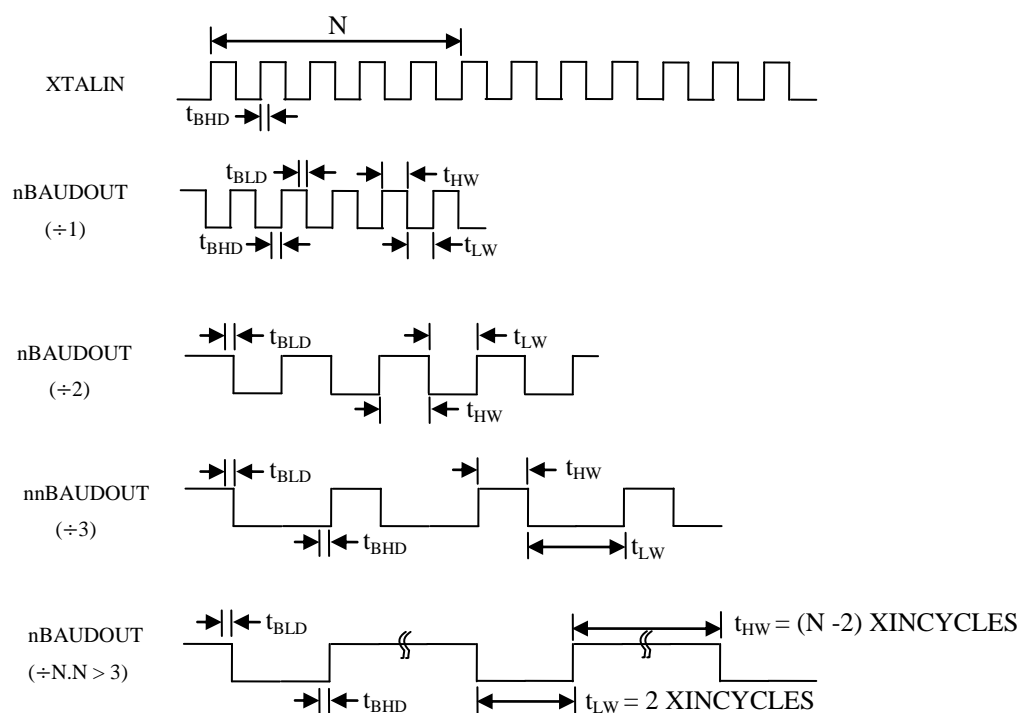 N
XTALIN
tBHD
tBLD
tHW
nBAUDOUT
(÷1)
tBHD
tLW
tBLD
tLW
nBAUDOUT
(÷2)
tHW
tBLD
tHW
nnBAUDOUT
(÷3)
tBHD
tLW
tBLD
tHW = (N -2) XINCYCLES
nBAUDOUT
(÷N.N > 3)
tBHD
tLW = 2 XINCYCLES